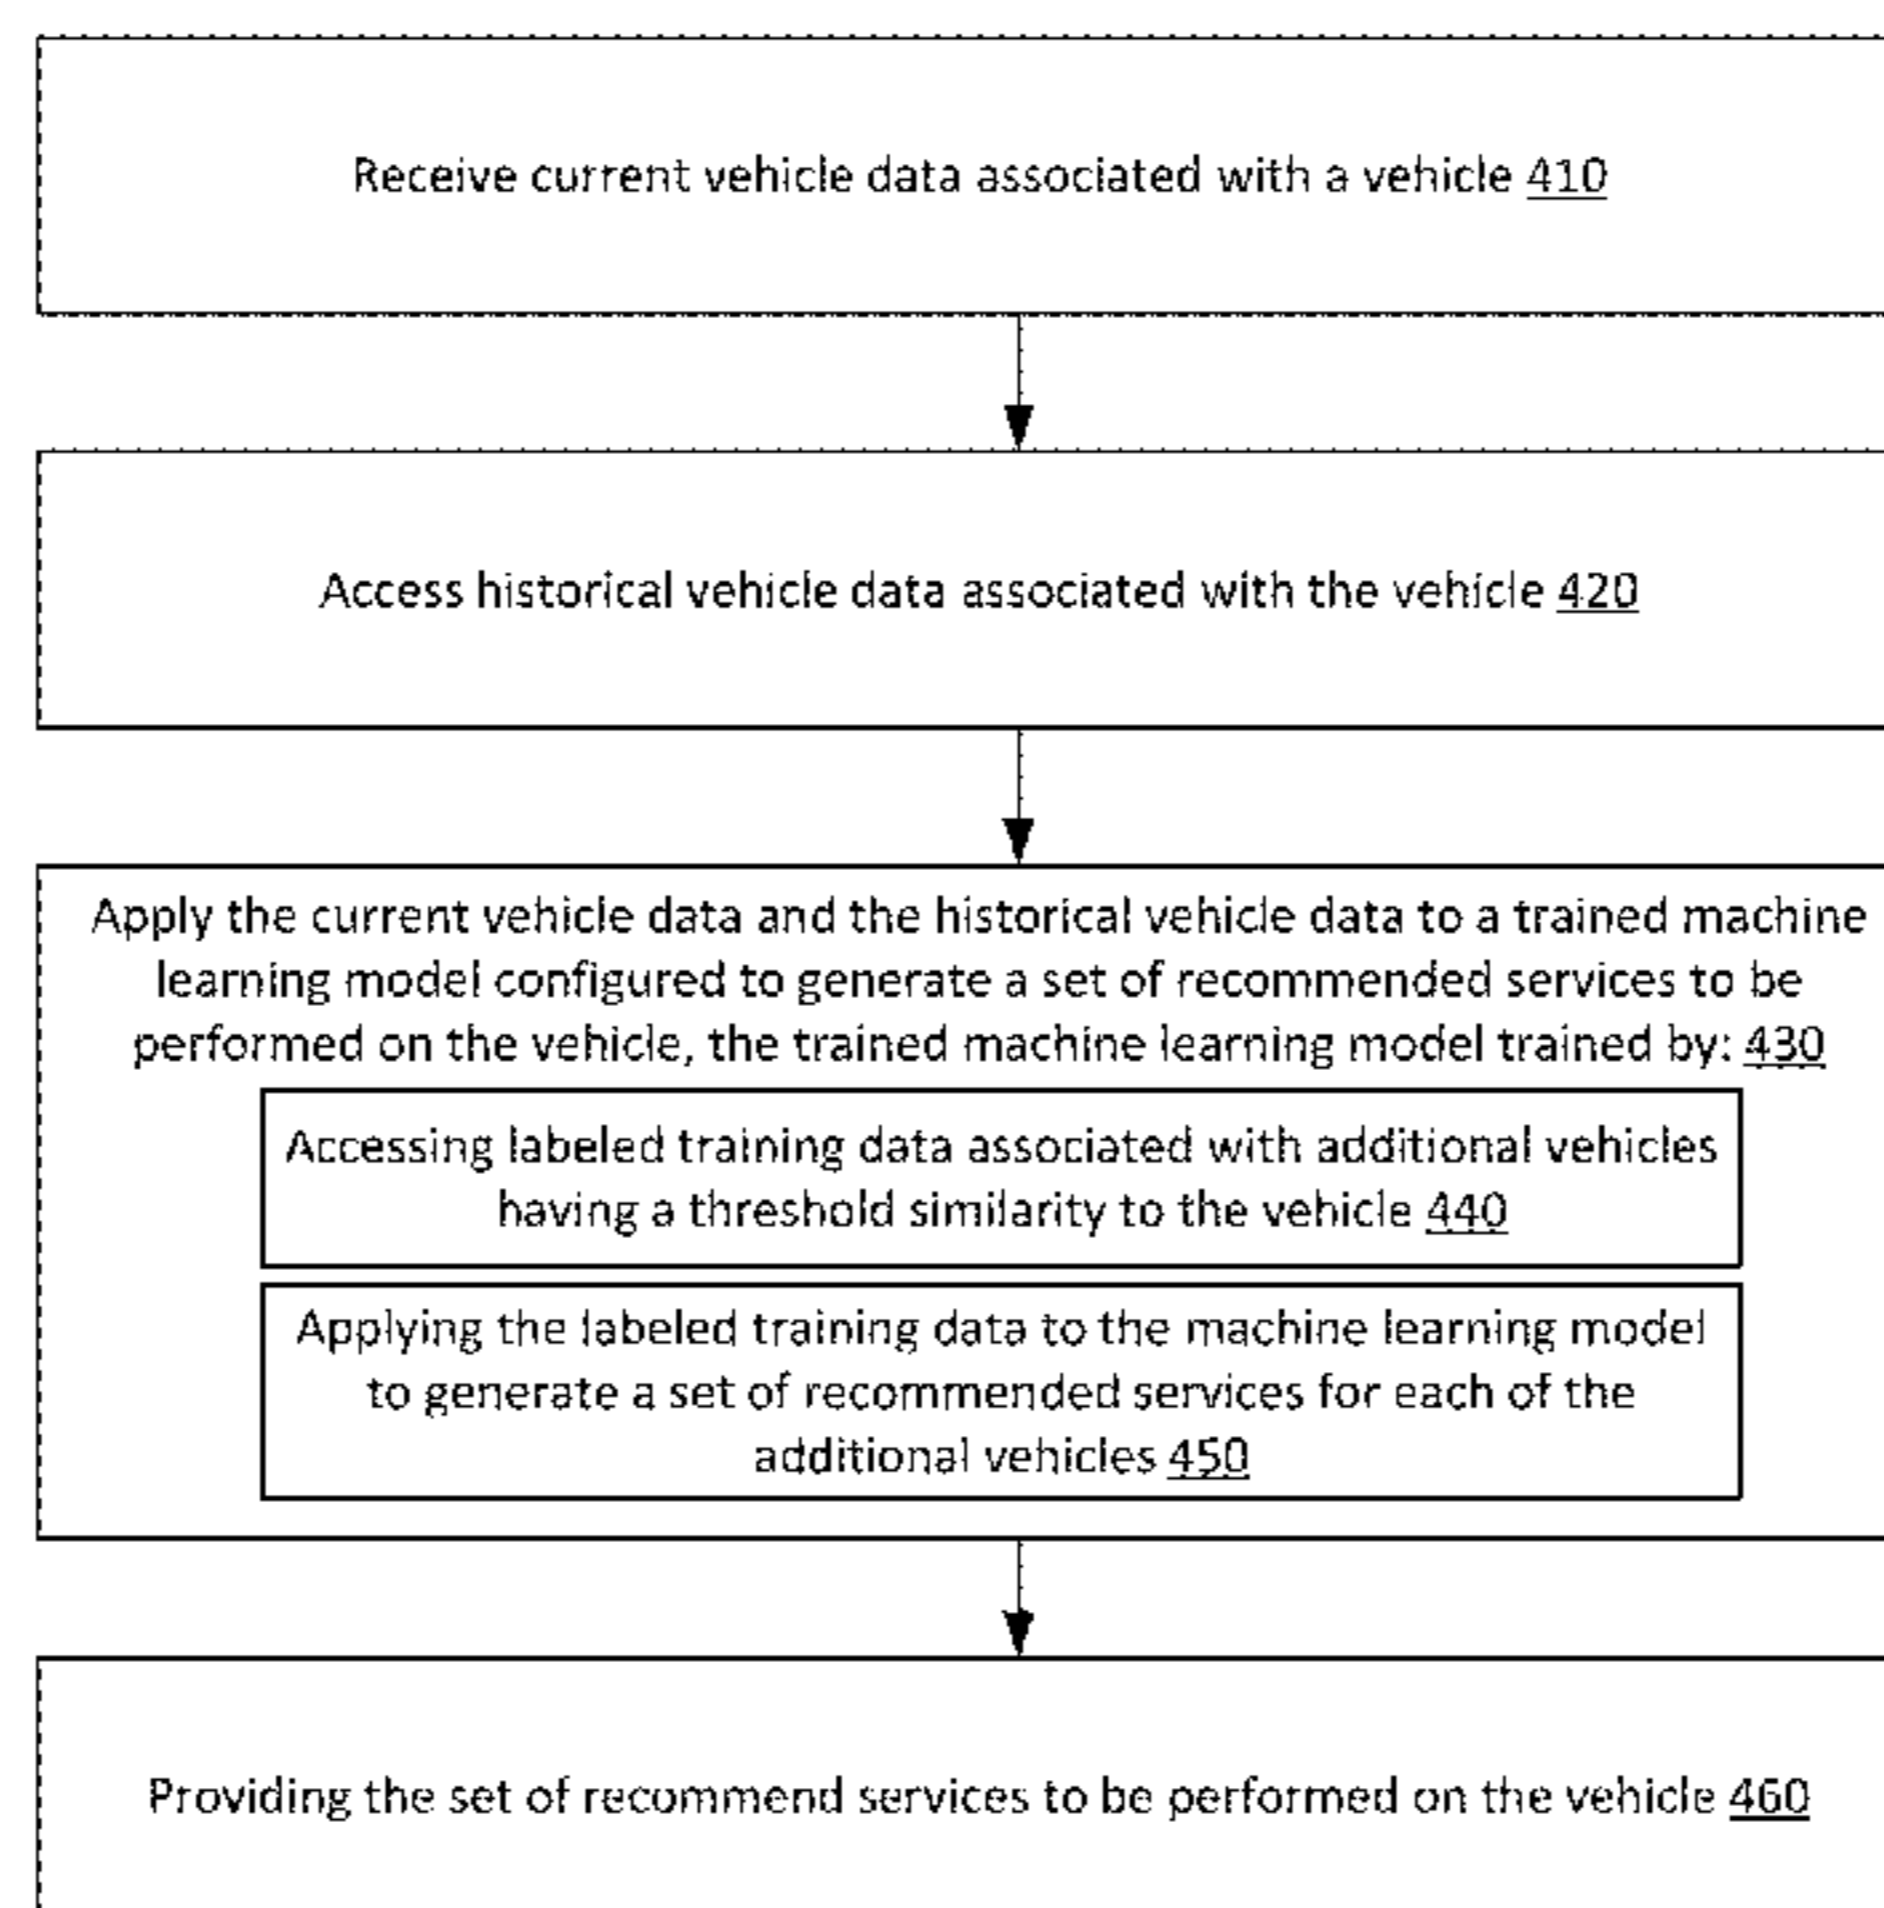 Receive current vehicle data associated with a vehicle 410
Access historical vehicle data associated with the vehicle 420
Apply the current vehicle data and the historical vehicle data to a trained machine
learning model configured to generate a set of recommended services to be
performed on the vehicle, the trained machine learning model trained by: 430
Accessing labeled training data associated with additional vehicles
having a threshold similarity to the vehicle 440
Applying the labeled training data to the machine learning model
to generate a set of recommended services for each of the
additional vehicles 450
Providing the set of recommend services to be performed on the vehicle 460